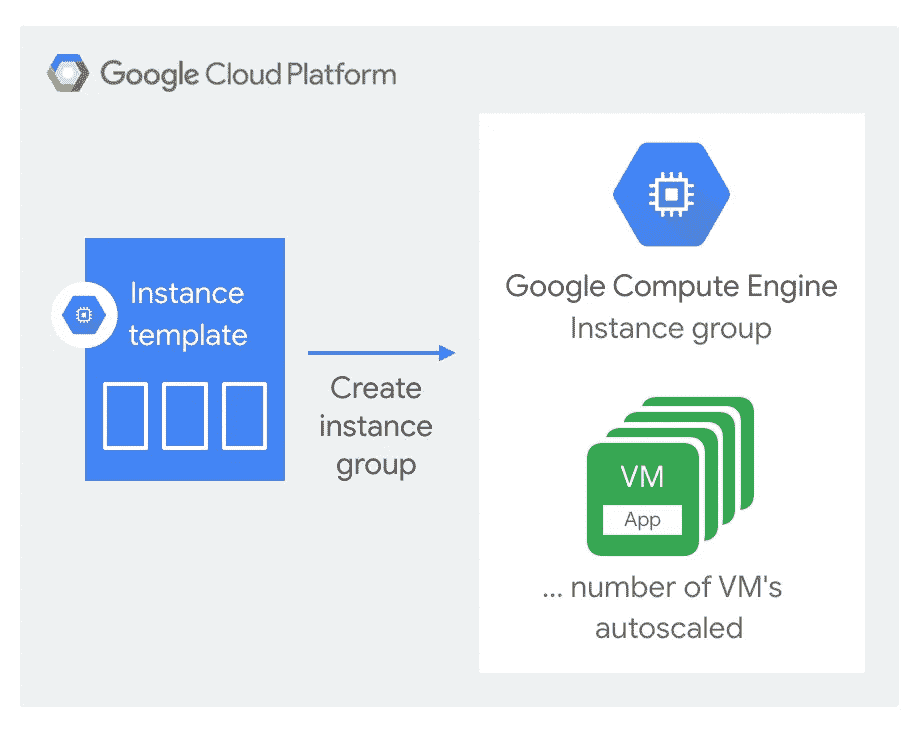 Google Cloud Platform
Instance
template
Create
instance
group
Google Compute Engine
Instance group
VM
App
... number of VM's
autoscaled